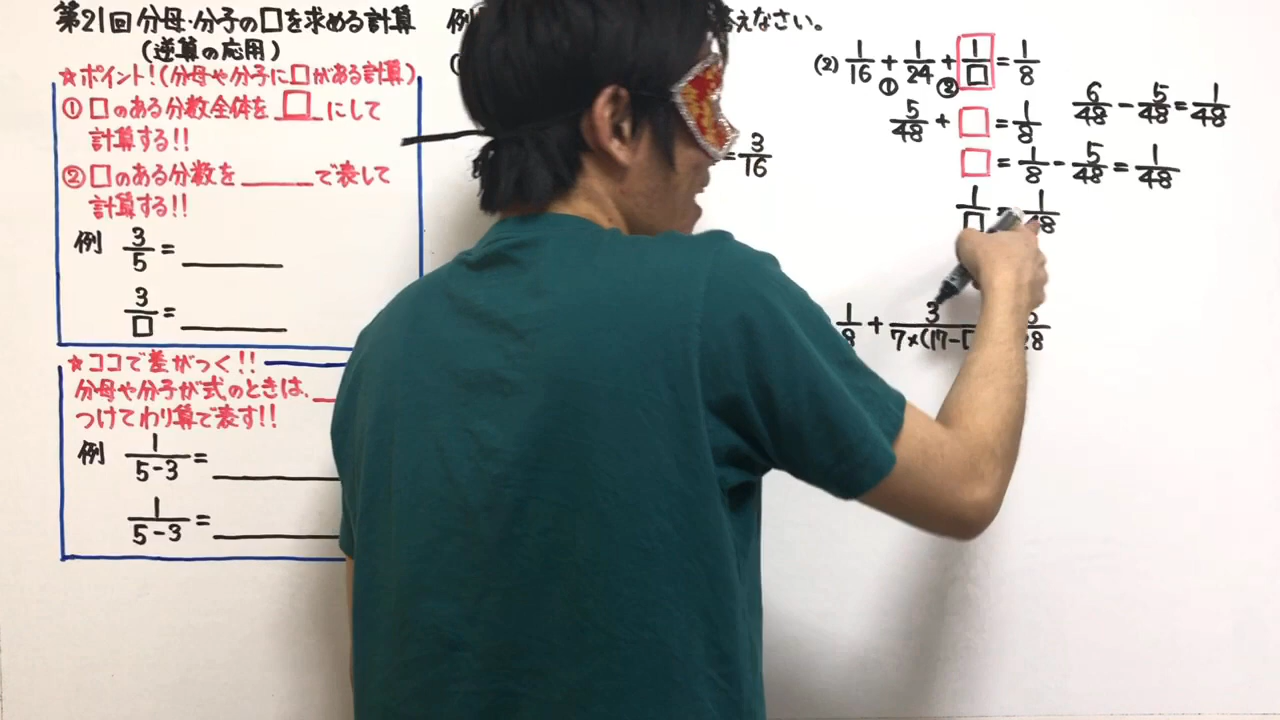 第21回 分母・分子の□を求める計算
(逆算の応用)
☆ポイント!(分母や分子に□がある計算)
① □のある分数全体を □ にして
計算する!!
② □のある分数を ______ で表して
計算する!!
例 3/5 = ______
3/□ = ______
☆ココで差がつく!!
分母や分子が式のときは、
つけてわり算で表す!!
例 1/(5-3) = ______
1/(5-3) = ______
例
えなさい。
= 3/16
(2) 1/16 + 1/24 + 1/□ = 1/8
① ②
5/48 + □ = 1/8
□ = 1/8 - 5/48 = 1/48
1/□ = 1/48
6/48 - 5/48 = 1/48
1/8 + 3/7×(17-